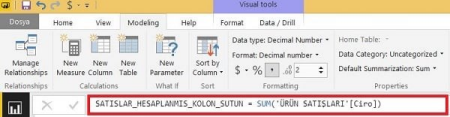 Visual tools
Dosya Home View Modeling Help Format Data / Drill
Manage Relationships
New Measure
New Column
New Table
New Parameter
Sort by Column
Data type: Decimal Number
Format: Decimal number
$ % , .00 0
Home Table:
Data Category: Uncategorized
Default Summarization: Sum
Relationships Calculations What if Sort Formatting Properties
SATISLAR_HESAPLANMIS_KOLON_SUTUN = SUM('ÜRÜN SATIŞLARI'[Ciro])